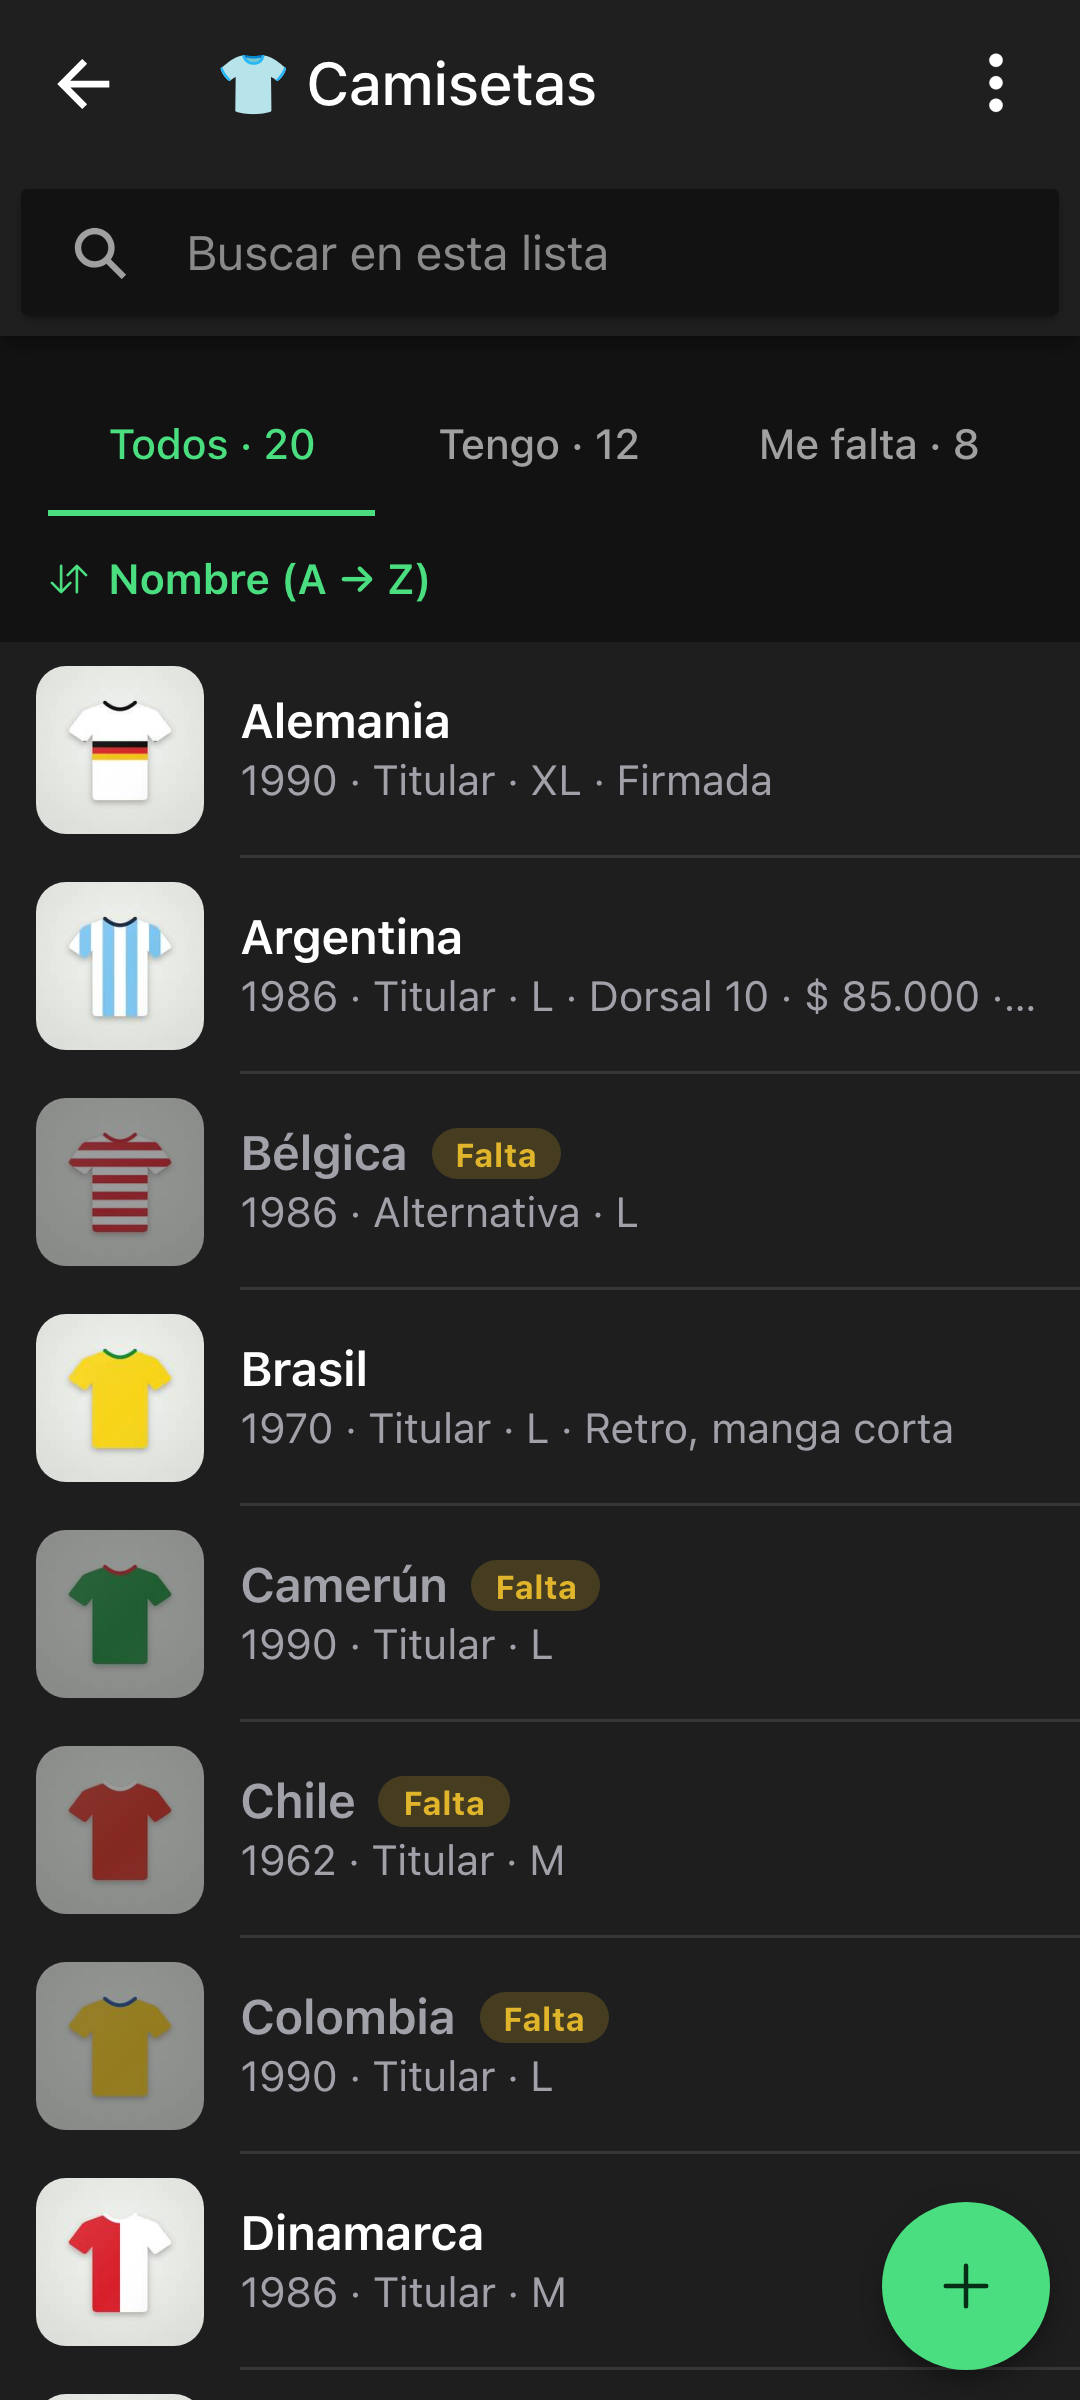 Camisetas
Buscar en esta lista
Todos · 20
Tengo · 12
Me falta · 8
Nombre (A → Z)
Alemania
1990 · Titular · XL · Firmada
Argentina
1986 · Titular · L · Dorsal 10 · $ 85.000 ·...
Bélgica Falta
1986 · Alternativa · L
Brasil
1970 · Titular · L · Retro, manga corta
Camerún Falta
1990 · Titular · L
Chile Falta
1962 · Titular · M
Colombia Falta
1990 · Titular · L
Dinamarca
1986 · Titular · M